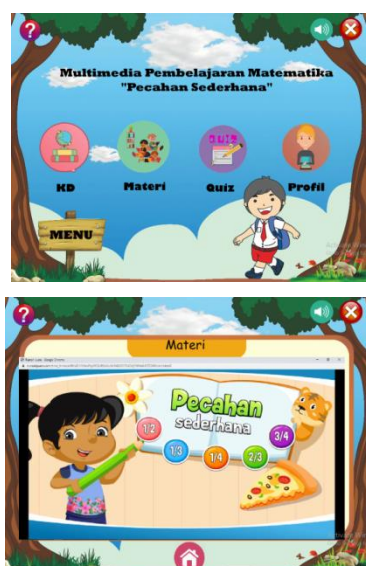 ?
Multimedia Pembelajaran Matematika
"Pecahan Sederhana"
QUIZ
KD
Materi
Quiz
Profil
MENU
?
Materi
Pecahan
sederhana
1/2
1/3
1/4
2/3
3/4